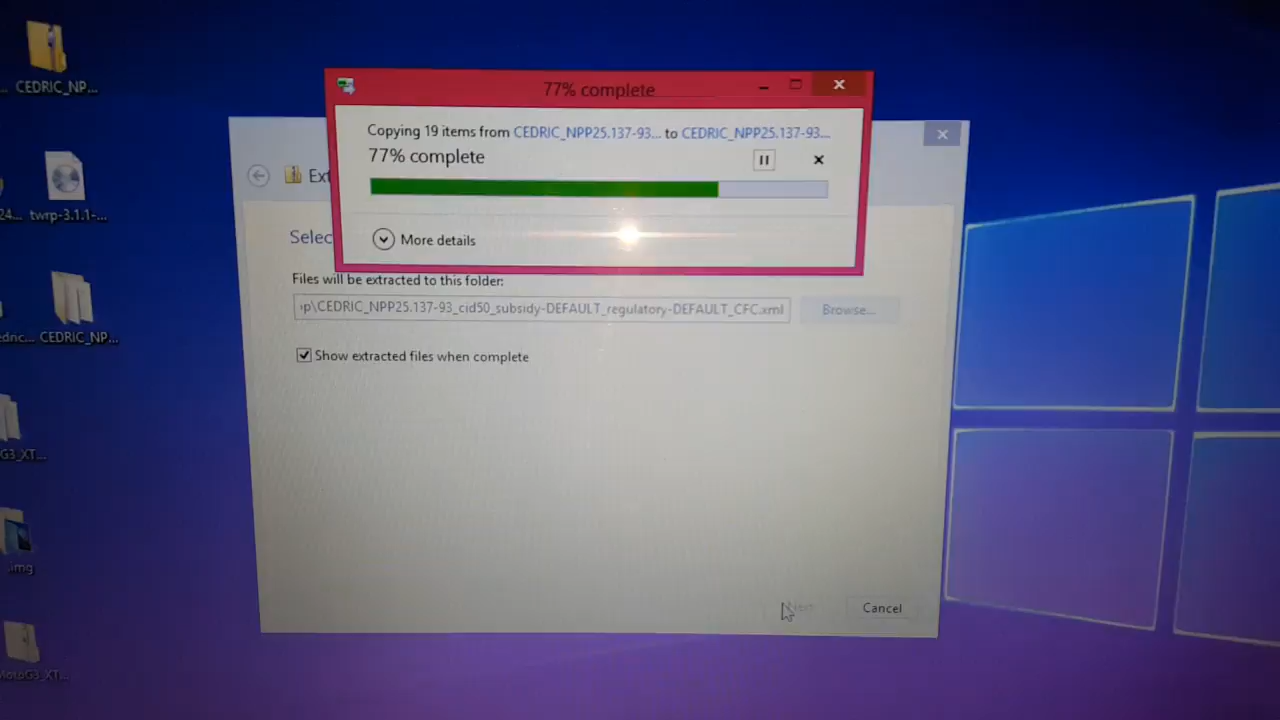 77% complete
Copying 19 items from CEDRIC_NPP25.137-93... to CEDRIC_NPP25.137-93...
77% complete
More details
Ext
Selec
Files will be extracted to this folder:
p\CEDRIC_NPP25.137-93_cid50_subsidy-DEFAULT_regulatory-DEFAULT_CFC.xml
Browse...
Show extracted files when complete
Next
Cancel
... CEDRIC_NP...
24... twrp-3.1.1-...
edric... CEDRIC_NP...
G3_XT...
.img
MotoG3_XT...